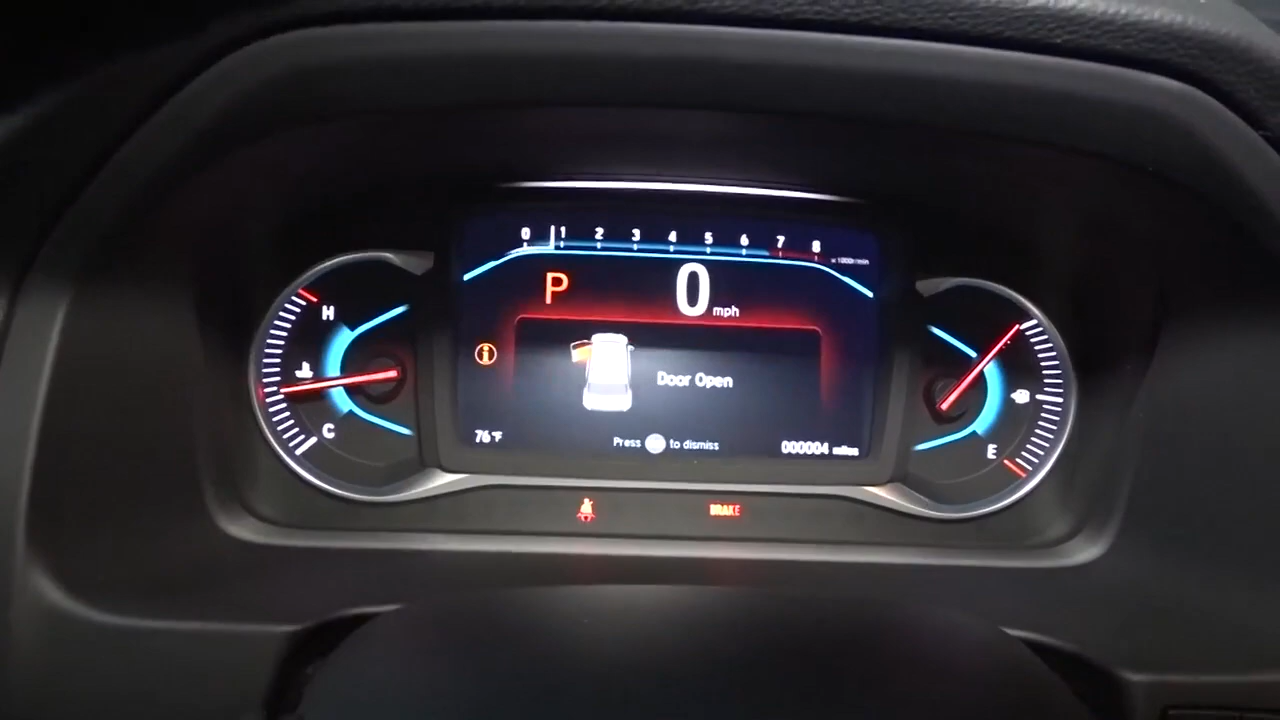 0 1 2 3 4 5 6 7 8
x 1000r/min
P 0 mph
H
C
Door Open
E
76°F
Press to dismiss
000004 miles
BRAKE